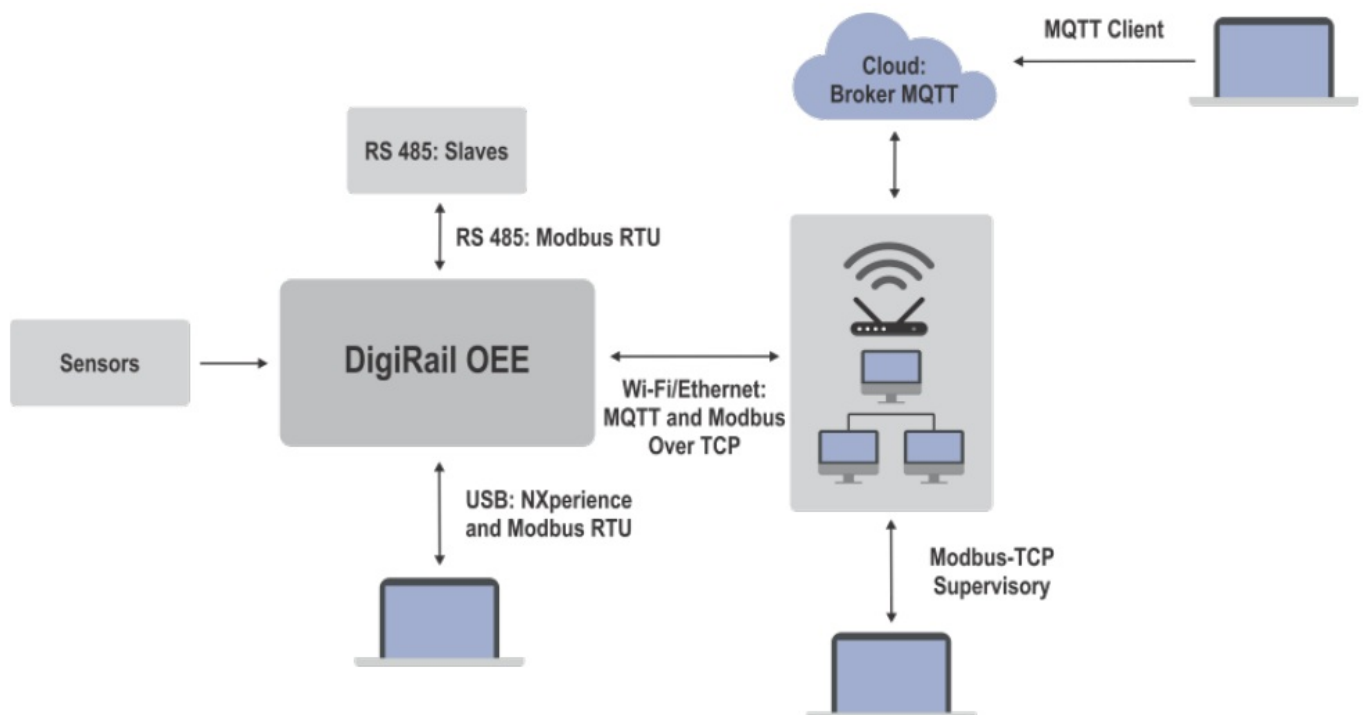 MQTT Client
Cloud:
Broker MQTT
RS 485: Slaves
RS 485: Modbus RTU
Sensors
DigiRail OEE
Wi-Fi/Ethernet:
MQTT and Modbus
Over TCP
USB: NXperience
and Modbus RTU
Modbus-TCP
Supervisory